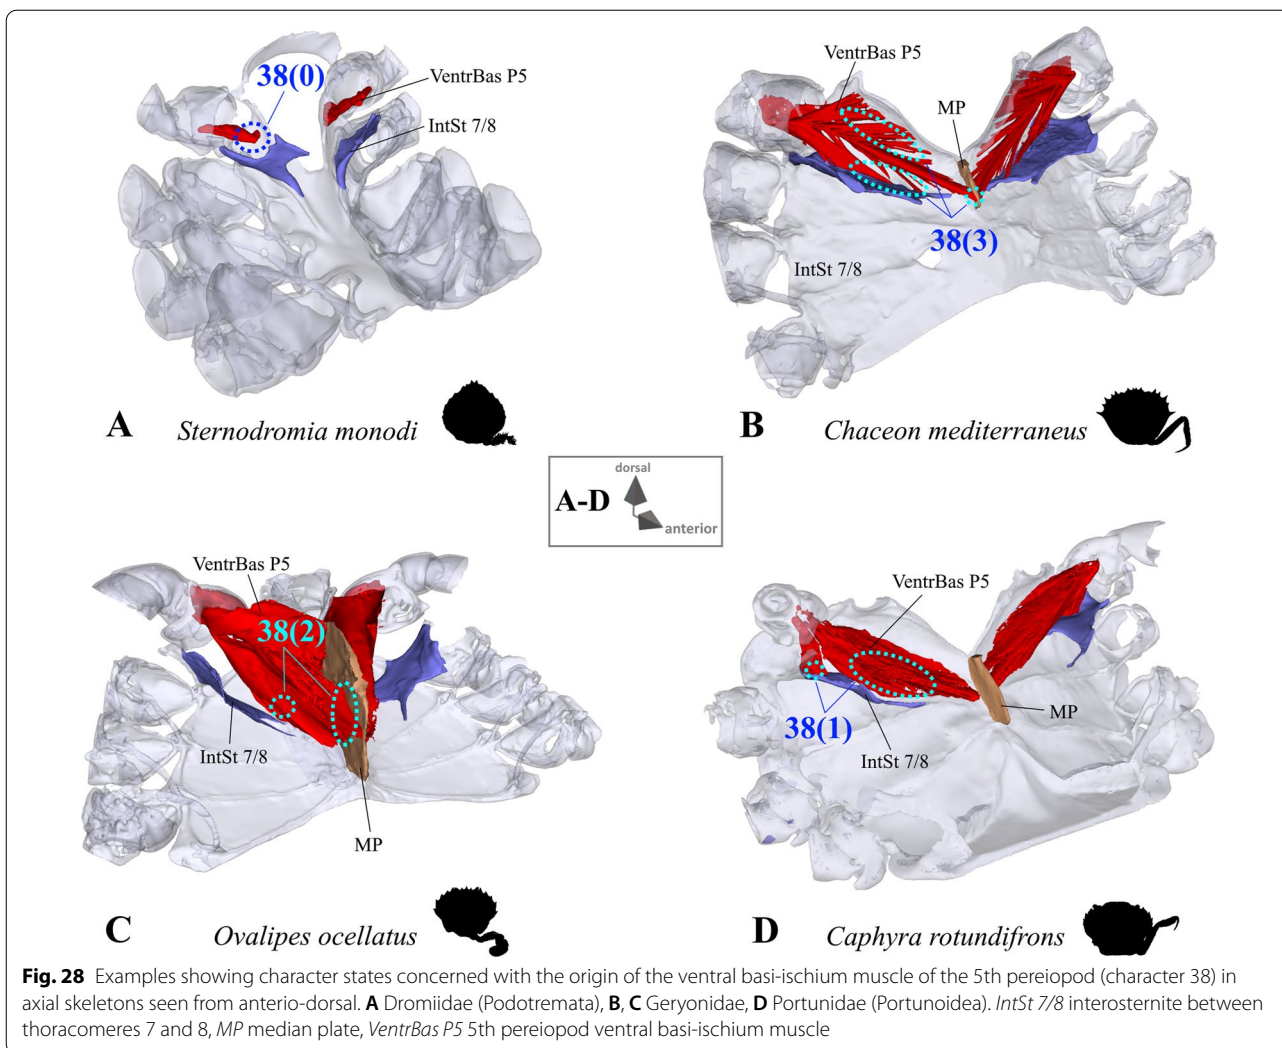 38(0)
VentrBas P5
IntSt 7/8
A
Sternodromia monodi
VentrBas P5
MP
38(3)
IntSt 7/8
B
Chaceon mediterraneus
A-D
dorsal
anterior
VentrBas P5
38(2)
IntSt 7/8
MP
C
Ovalipes ocellatus
VentrBas P5
MP
38(1)
IntSt 7/8
D
Caphyra rotundifrons
Fig. 28 Examples showing character states concerned with the origin of the ventral basi-ischium muscle of the 5th pereiopod (character 38) in
axial skeletons seen from anterio-dorsal. A Dromiidae (Podotremata), B, C Geryonidae, D Portunidae (Portunoidea). IntSt 7/8 interosternite between
thoracomeres 7 and 8, MP median plate, VentrBas P5 5th pereiopod ventral basi-ischium muscle